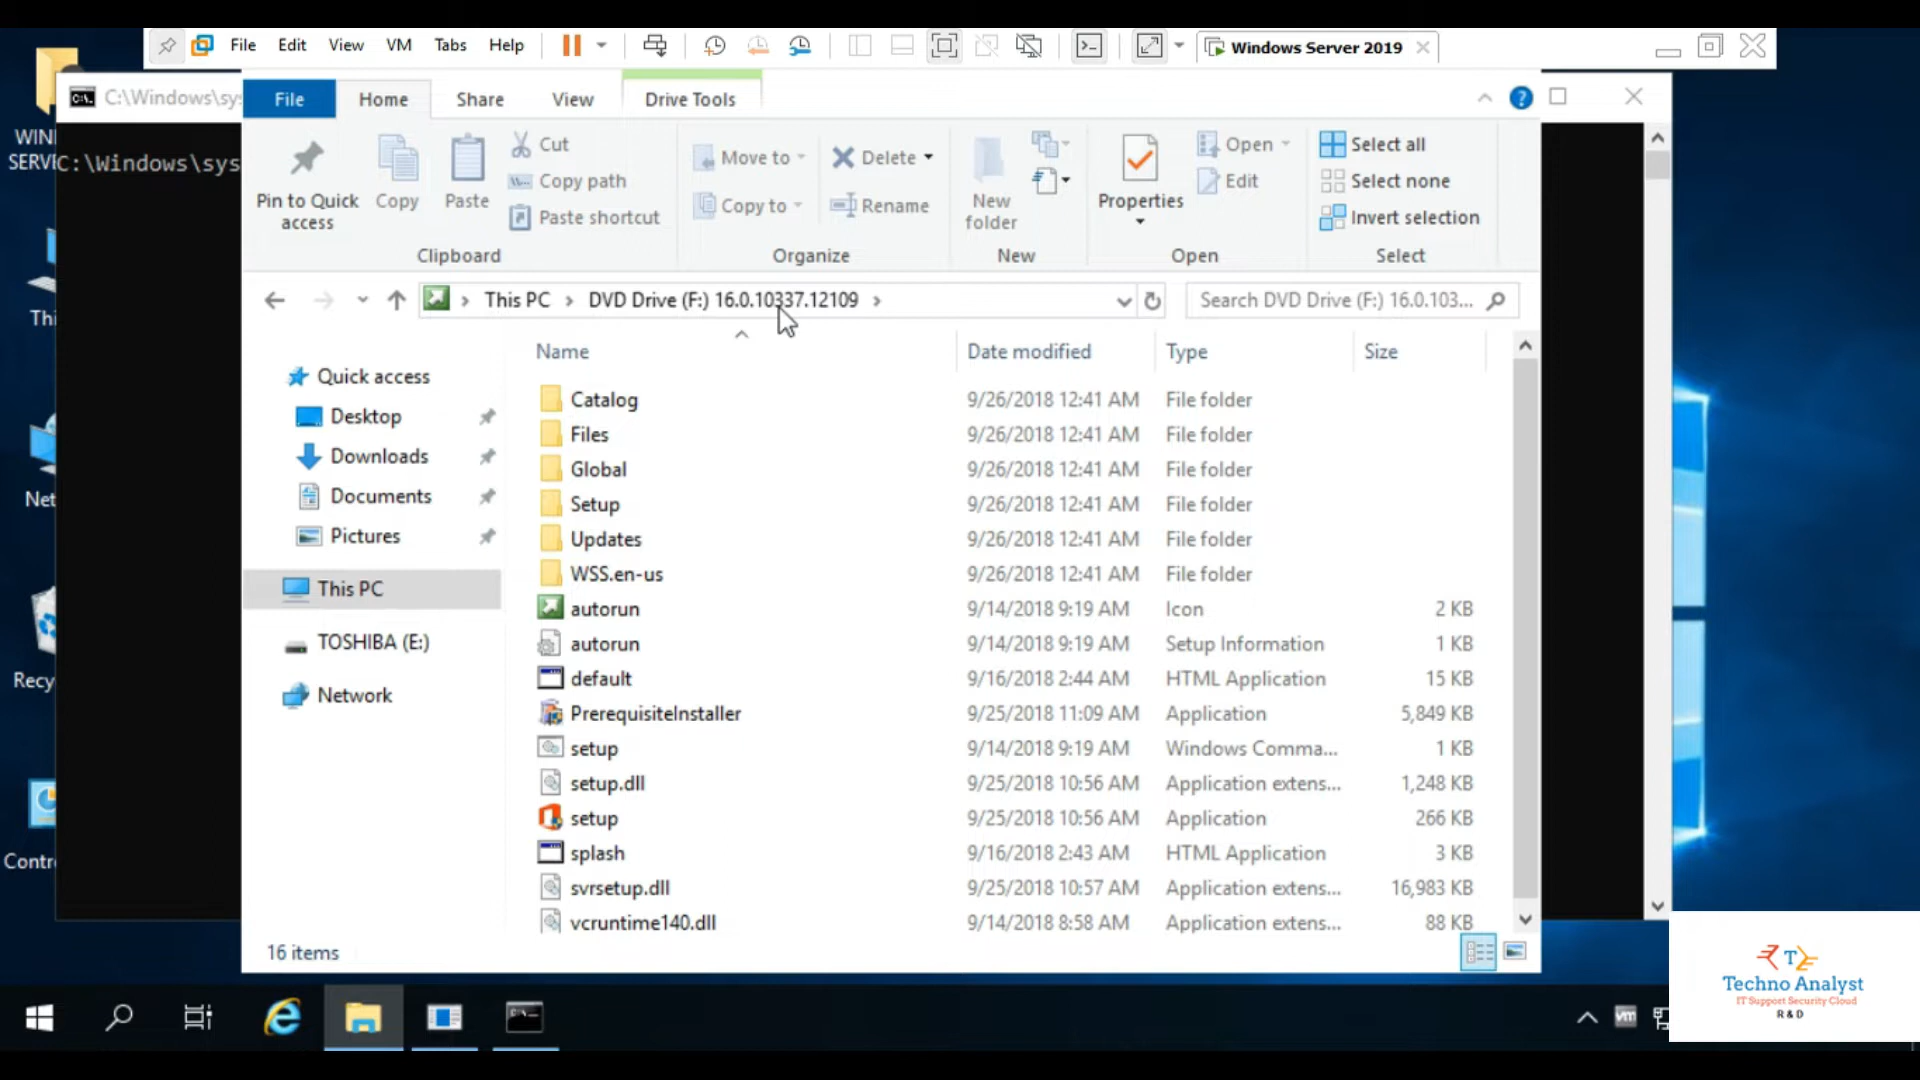 File Edit View VM Tabs Help
Windows Server 2019
C:\Windows\sys
File Home Share View Drive Tools
WIN
SERVE
C:\Windows\sys
Pin to Quick access
Copy
Paste
Cut
Copy path
Paste shortcut
Clipboard
Move to
Copy to
Delete
Rename
Organize
New folder
New
Properties
Open
Edit
Open
Select all
Select none
Invert selection
Select
This PC > DVD Drive (F:) 16.0.10337.12109 >
Search DVD Drive (F:) 16.0.103...
Name Date modified Type Size
Quick access
Desktop
Downloads
Documents
Pictures
This PC
TOSHIBA (E:)
Network
Catalog 9/26/2018 12:41 AM File folder
Files 9/26/2018 12:41 AM File folder
Global 9/26/2018 12:41 AM File folder
Setup 9/26/2018 12:41 AM File folder
Updates 9/26/2018 12:41 AM File folder
WSS.en-us 9/26/2018 12:41 AM File folder
autorun 9/14/2018 9:19 AM Icon 2 KB
autorun 9/14/2018 9:19 AM Setup Information 1 KB
default 9/16/2018 2:44 AM HTML Application 15 KB
PrerequisiteInstaller 9/25/2018 11:09 AM Application 5,849 KB
setup 9/14/2018 9:19 AM Windows Comma... 1 KB
setup.dll 9/25/2018 10:56 AM Application extens... 1,248 KB
setup 9/25/2018 10:56 AM Application 266 KB
splash 9/16/2018 2:43 AM HTML Application 3 KB
svrsetup.dll 9/25/2018 10:57 AM Application extens... 16,983 KB
vcruntime140.dll 9/14/2018 8:58 AM Application extens... 88 KB
16 items
Thi
Net
Recy
Contro
vm
Techno Analyst
IT Support Security Cloud
R & D